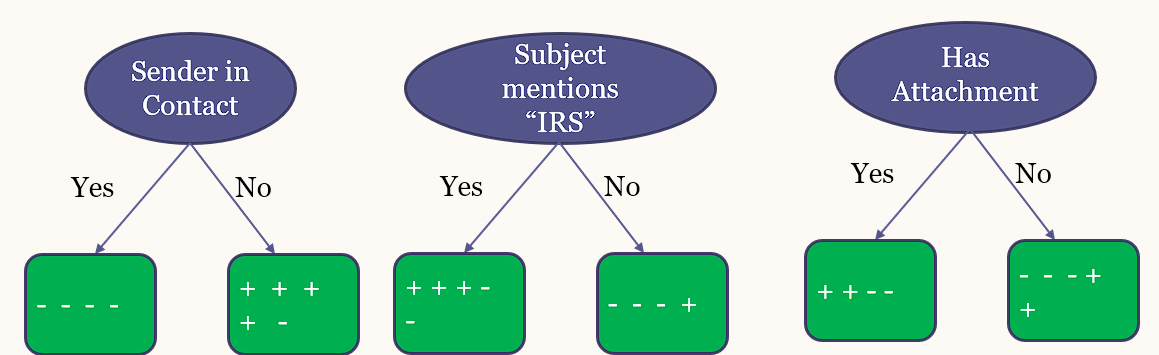 Sender in
Contact
Yes
No
- - - -
+ + +
+ -
Subject
mentions
“IRS”
Yes
No
+ + + -
-
- - - +
Has
Attachment
Yes
No
+ + - -
- - - +
+